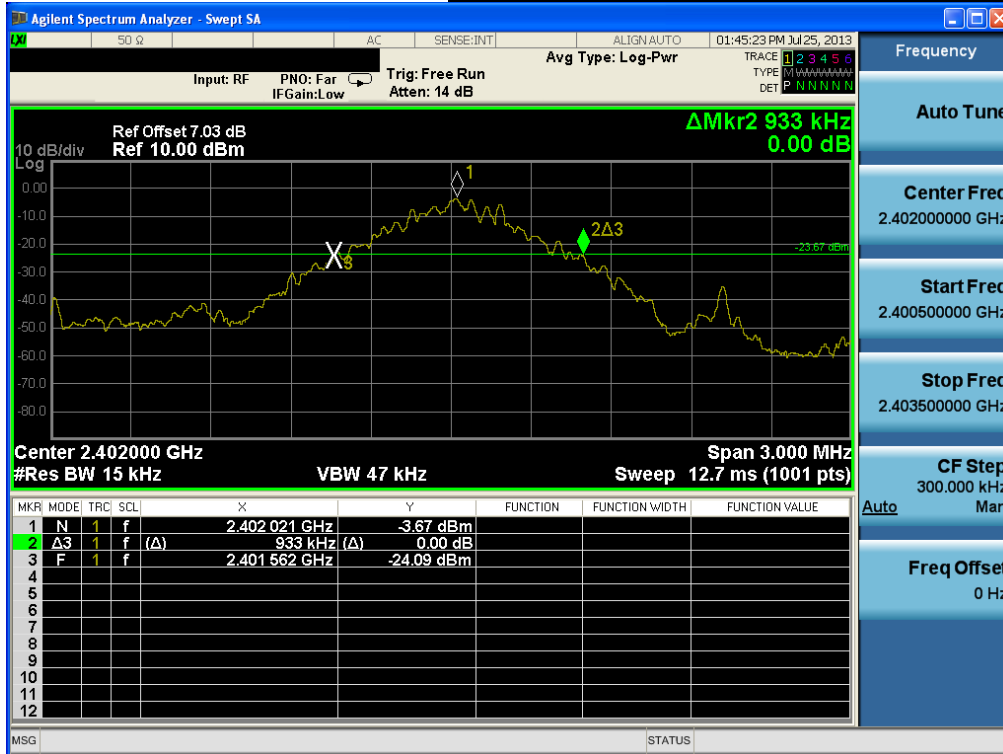 Agilent Spectrum Analyzer - Swept SA
LXI 50 Ω AC SENSE:INT ALIGN AUTO 01:45:23 PM Jul 25, 2013
Frequency
Avg Type: Log-Pwr
TRACE 1 2 3 4 5 6
Input: RF PNO: Far Trig: Free Run
TYPE M
IFGain:Low Atten: 14 dB
DET P N N N N N
Auto Tune
ΔMkr2 933 kHz
Ref Offset 7.03 dB
0.00 dB
10 dB/div Ref 10.00 dBm
Log
1
0.00
Center Freq
2.402000000 GHz
-10.0
2Δ3
-20.0
-23.67 dBm
3
-30.0
Start Freq
-40.0
2.400500000 GHz
-50.0
-60.0
Stop Freq
-70.0
2.403500000 GHz
-80.0
Center 2.402000 GHz Span 3.000 MHz
#Res BW 15 kHz VBW 47 kHz Sweep 12.7 ms (1001 pts)
CF Step
300.000 kHz
Auto Man
MKR MODE TRC SCL X Y FUNCTION FUNCTION WIDTH FUNCTION VALUE
1 N 1 f 2.402 021 GHz -3.67 dBm
2 Δ3 1 f (Δ) 933 kHz (Δ) 0.00 dB
3 F 1 f 2.401 562 GHz -24.09 dBm
4
5
6
7
8
9
10
11
12
Freq Offset
0 Hz
MSG STATUS